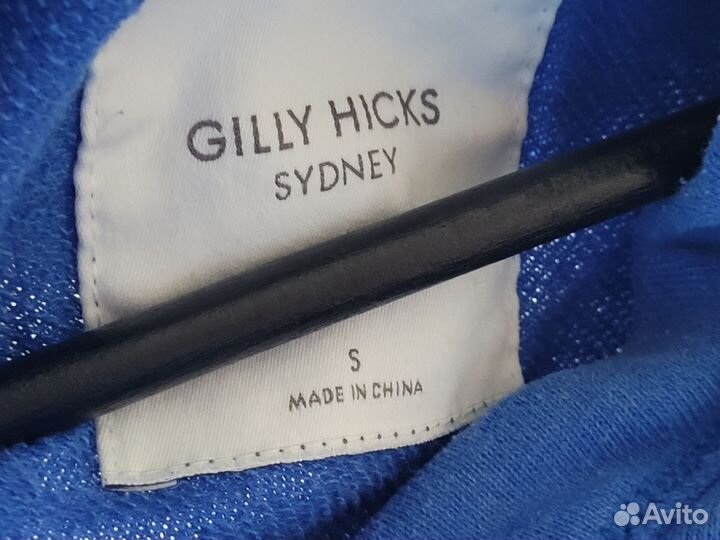 GILLY HICKS
SYDNEY
S
MADE IN CHINA
Avito